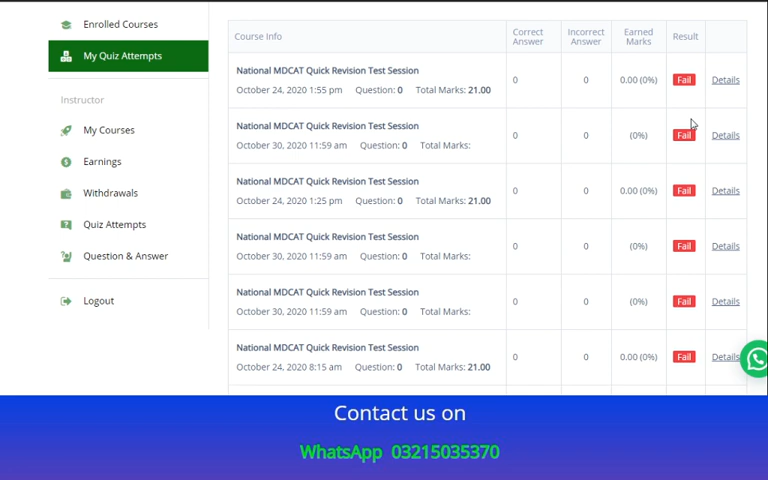 Enrolled Courses
My Quiz Attempts
Instructor
My Courses
Earnings
Withdrawals
Quiz Attempts
Question & Answer
Logout
Course Info Correct Answer Incorrect Answer Earned Marks Result
National MDCAT Quick Revision Test Session
October 24, 2020 1:55 pm Question: 0 Total Marks: 21.00 0 0 0.00 (0%) Fail Details
National MDCAT Quick Revision Test Session
October 30, 2020 11:59 am Question: 0 Total Marks: 0 0 (0%) Fail Details
National MDCAT Quick Revision Test Session
October 24, 2020 1:25 pm Question: 0 Total Marks: 21.00 0 0 0.00 (0%) Fail Details
National MDCAT Quick Revision Test Session
October 30, 2020 11:59 am Question: 0 Total Marks: 0 0 (0%) Fail Details
National MDCAT Quick Revision Test Session
October 30, 2020 11:59 am Question: 0 Total Marks: 0 0 (0%) Fail Details
National MDCAT Quick Revision Test Session
October 24, 2020 8:15 am Question: 0 Total Marks: 21.00 0 0 0.00 (0%) Fail Details
Contact us on
WhatsApp 03215035370